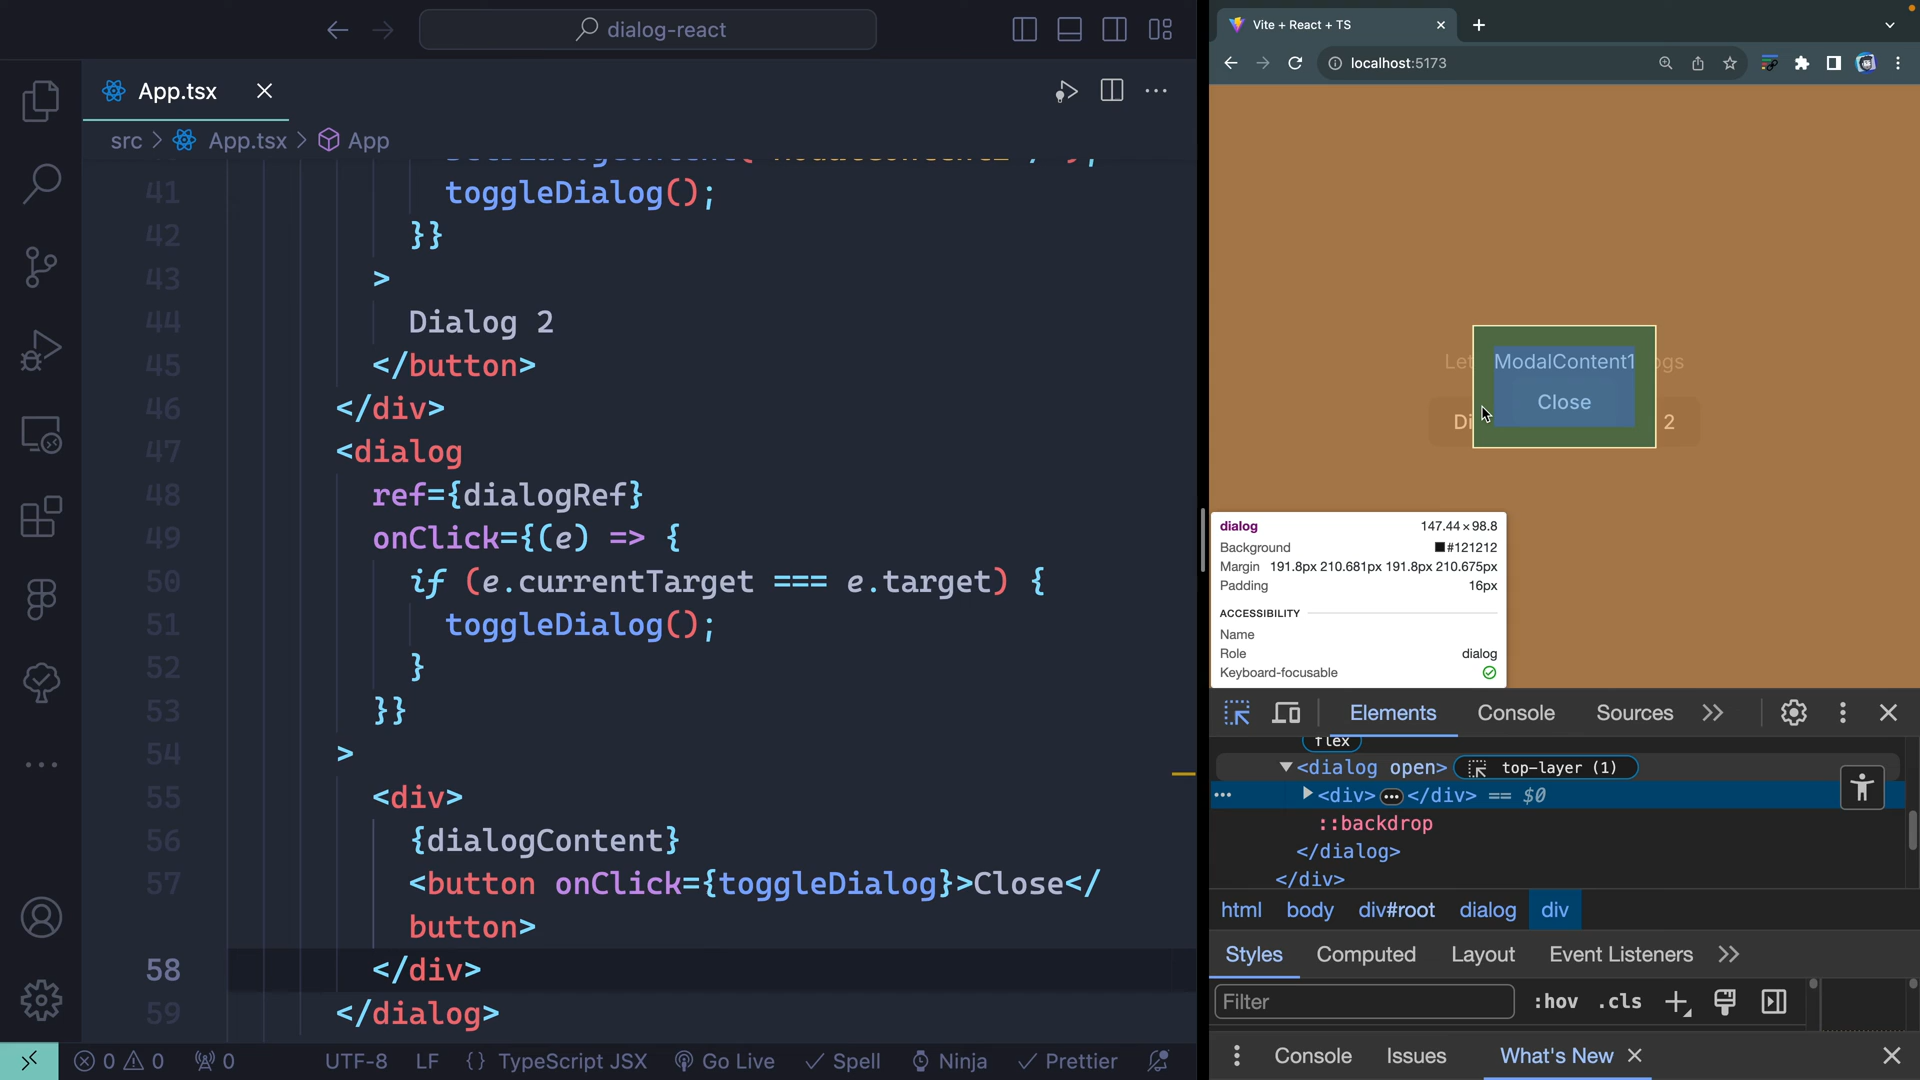 dialog-react
App.tsx
src > App.tsx > App
41 toggleDialog();
42 }}
43 >
44 Dialog 2
45 </button>
46 </div>
47 <dialog
48 ref={dialogRef}
49 onClick={(e) => {
50 if (e.currentTarget === e.target) {
51 toggleDialog();
52 }
53 }}
54 >
55 <div>
56 {dialogContent}
57 <button onClick={toggleDialog}>Close</
button>
58 </div>
59 </dialog>
0 0 0 UTF-8 LF {} TypeScript JSX Go Live Spell Ninja Prettier
Vite + React + TS
localhost:5173
ModalContent1
Close
2
dialog 147.44 × 98.8
Background #121212
Margin 191.8px 210.681px 191.8px 210.675px
Padding 16px
ACCESSIBILITY
Name
Role dialog
Keyboard-focusable
Elements Console Sources
flex
<dialog open> top-layer (1)
<div> </div> == $0
::backdrop
</dialog>
</div>
html body div#root dialog div
Styles Computed Layout Event Listeners
Filter :hov .cls
Console Issues What's New